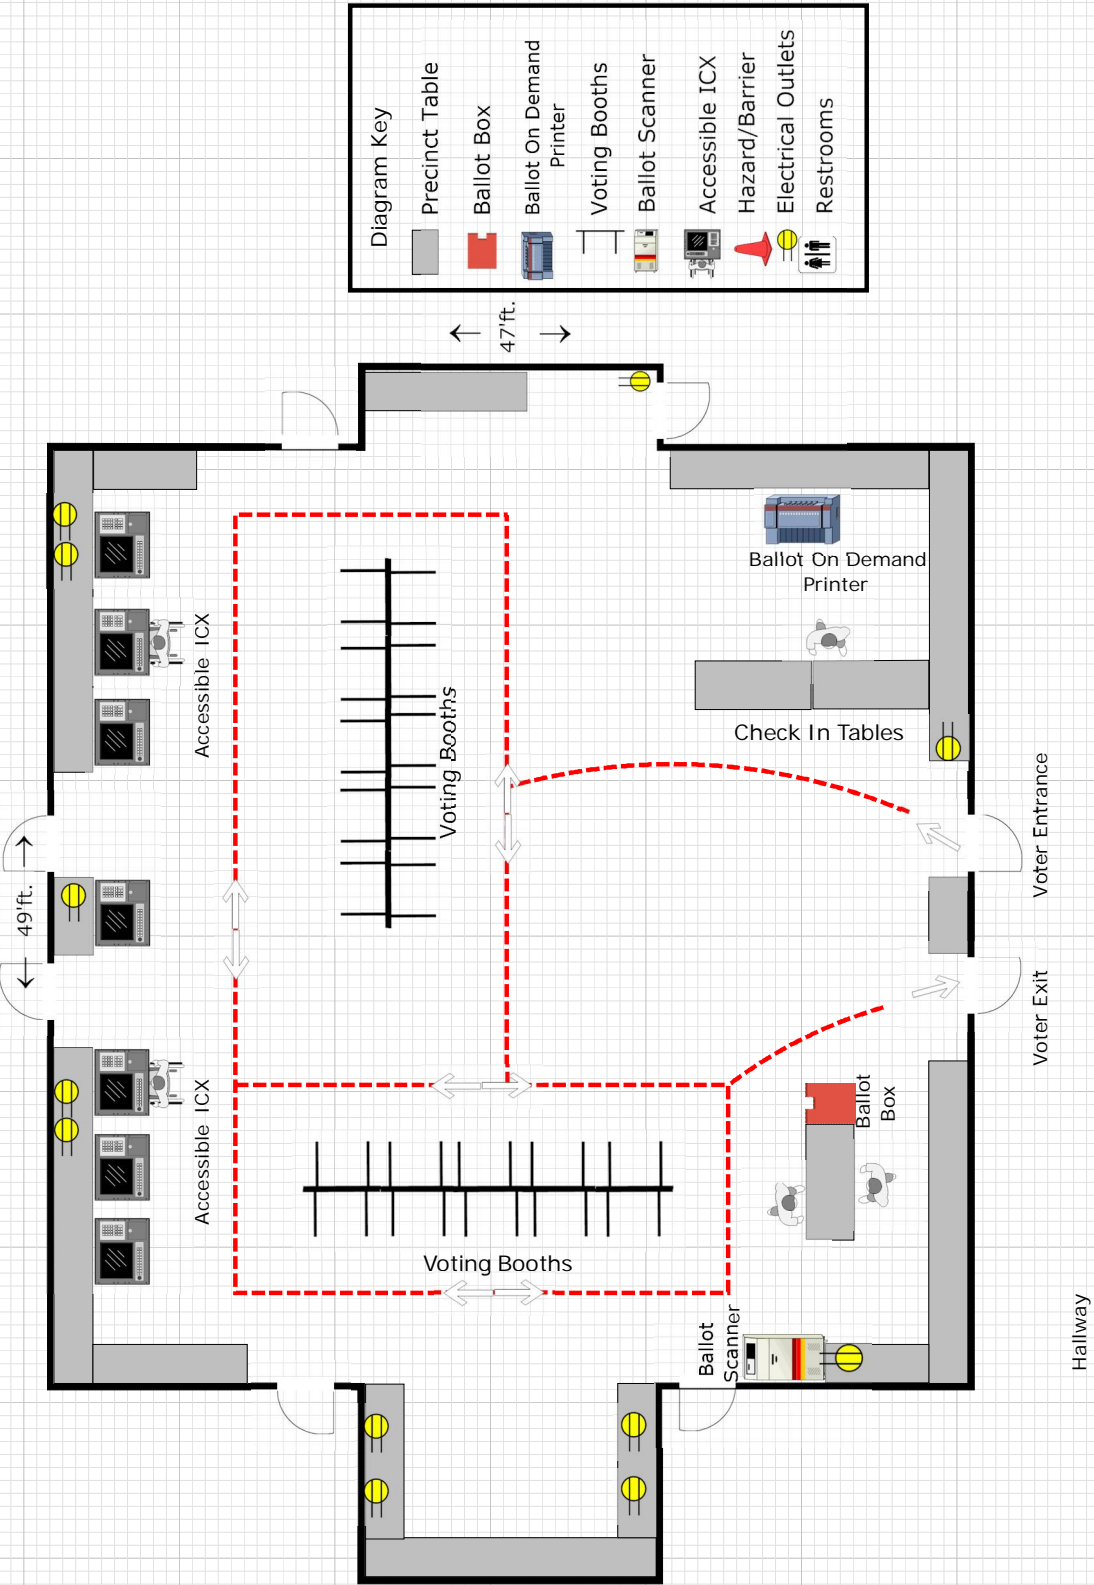 Diagram Key
Precinct Table
Ballot Box
Ballot On Demand
Printer
Voting Booths
Ballot Scanner
Accessible ICX
Hazard/Barrier
Electrical Outlets
Restrooms
47'ft.
Ballot On Demand
Printer
Accessible ICX
Voting Booths
Check In Tables
Voter Entrance
49'ft.
Voter Exit
Accessible ICX
Ballot
Box
Voting Booths
Ballot
Scanner
Hallway